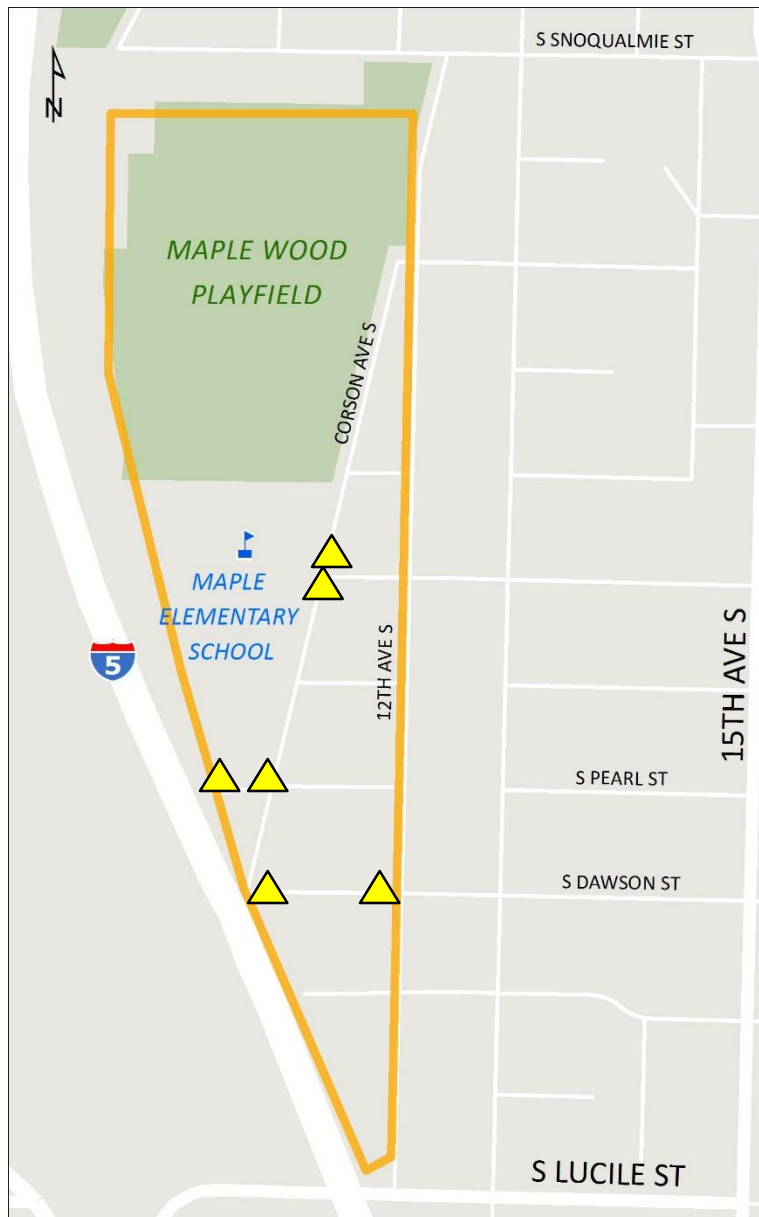 S SNOQUALMIE ST
N
MAPLE WOOD
PLAYFIELD
CORSON AVE S
MAPLE
ELEMENTARY
SCHOOL
5
12TH AVE S
15TH AVE S
S PEARL ST
S DAWSON ST
S LUCILE ST